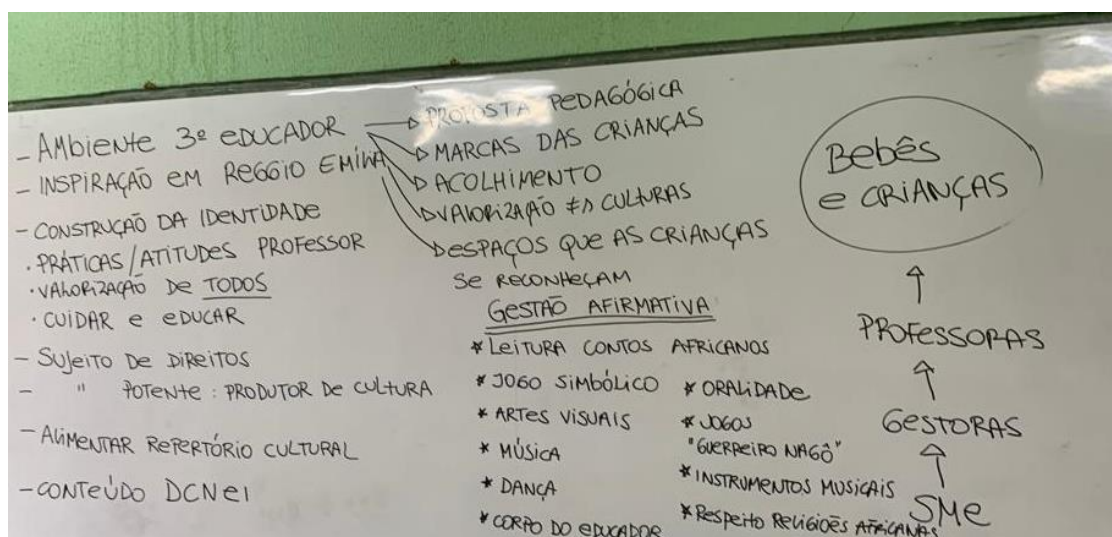 - AMBIENTE 3º EDUCADOR
- INSPIRAÇÃO EM REGGIO EMÍLIA
- CONSTRUÇÃO DA IDENTIDADE
· PRÁTICAS/ATITUDES PROFESSOR
· VALORIZAÇÃO DE TODOS
· CUIDAR E EDUCAR
- SUJEITO DE DIREITOS
- " POTENTE: PRODUTOR DE CULTURA
- ALIMENTAR REPERTÓRIO CULTURAL
- CONTEÚDO DCNEI
PROPOSTA PEDAGÓGICA
MARCAS DAS CRIANÇAS
ACOLHIMENTO
VALORIZAÇÃO ≠s CULTURAS
ESPAÇOS QUE AS CRIANÇAS
SE RECONHEÇAM
GESTÃO AFIRMATIVA
* LEITURA CONTOS AFRICANOS
* JOGO SIMBÓLICO
* ARTES VISUAIS
* MÚSICA
* DANÇA
* CORPO DO EDUCADOR
* ORALIDADE
* JOGOS
"GUERREIRO NAGÔ"
* INSTRUMENTOS MUSICAIS
* RESPEITO RELIGIÕES AFRICANAS
BEBÊS
E CRIANÇAS
↑
PROFESSORAS
↑
GESTORAS
↑
SME